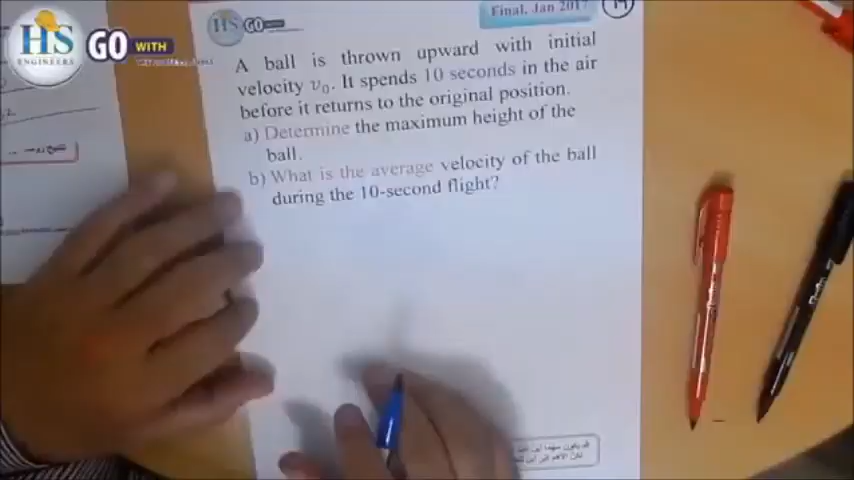 HS
ENGINEERS
GO WITH
HS GO
Final, Jan 2017
A ball is thrown upward with initial
velocity v₀. It spends 10 seconds in the air
before it returns to the original position.
a) Determine the maximum height of the
ball.
b) What is the average velocity of the ball
during the 10-second flight?